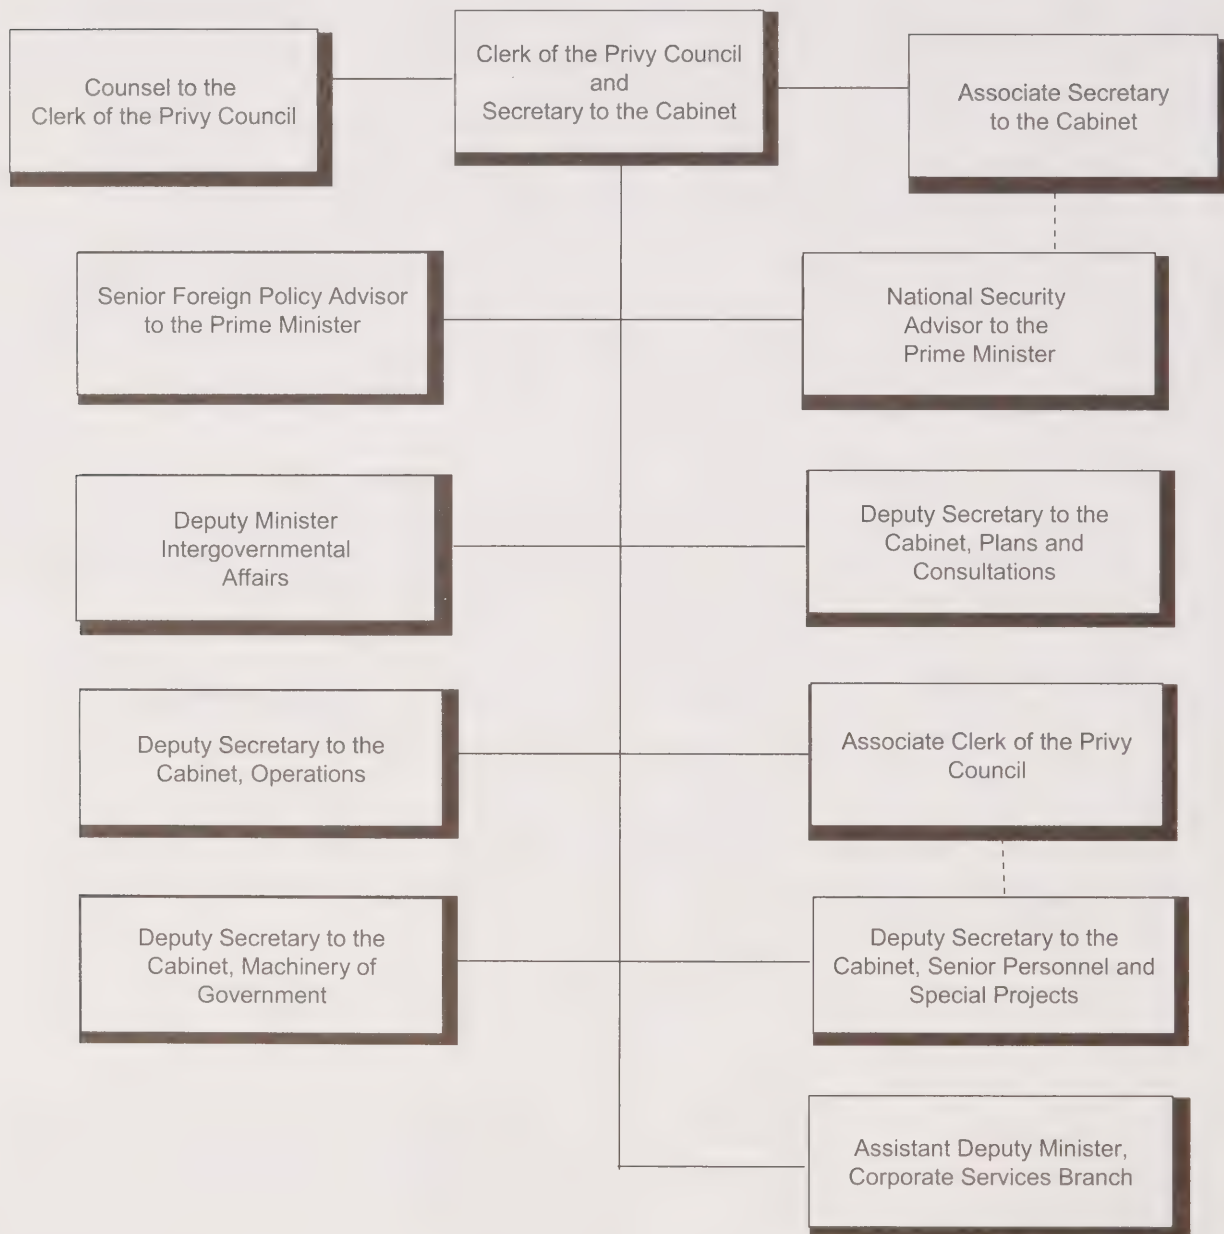 Counsel to the
Clerk of the Privy Council
Clerk of the Privy Council
and
Secretary to the Cabinet
Associate Secretary
to the Cabinet
Senior Foreign Policy Advisor
to the Prime Minister
National Security
Advisor to the
Prime Minister
Deputy Minister
Intergovernmental
Affairs
Deputy Secretary to the
Cabinet, Plans and
Consultations
Deputy Secretary to the
Cabinet, Operations
Associate Clerk of the Privy
Council
Deputy Secretary to the
Cabinet, Machinery of
Government
Deputy Secretary to the
Cabinet, Senior Personnel and
Special Projects
Assistant Deputy Minister,
Corporate Services Branch